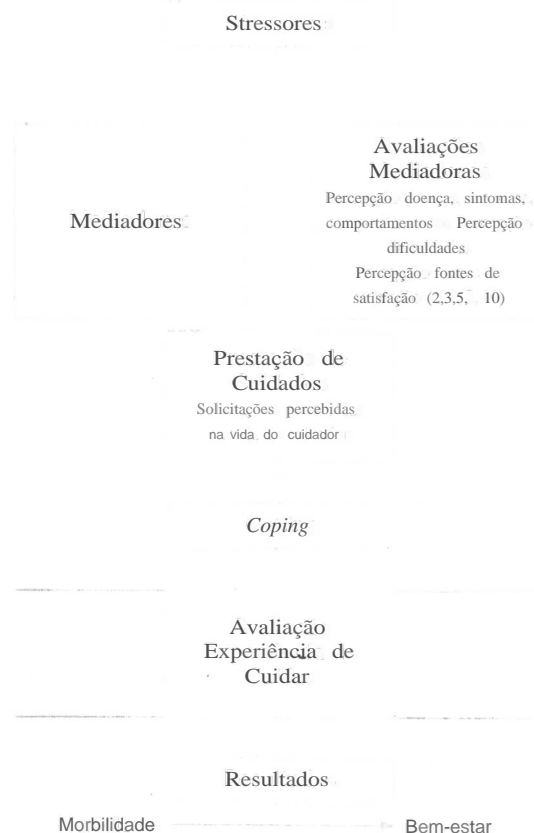 Stressores
Mediadores
Avaliações
Mediadoras
Percepção doença, sintomas,
comportamentos Percepção
dificuldades
Percepção fontes de
satisfação (2,3,5, 10)
Prestação de
Cuidados
Solicitações percebidas
na vida do cuidador
Coping
Avaliação
Experiência de
Cuidar
Resultados
Morbilidade
Bem-estar